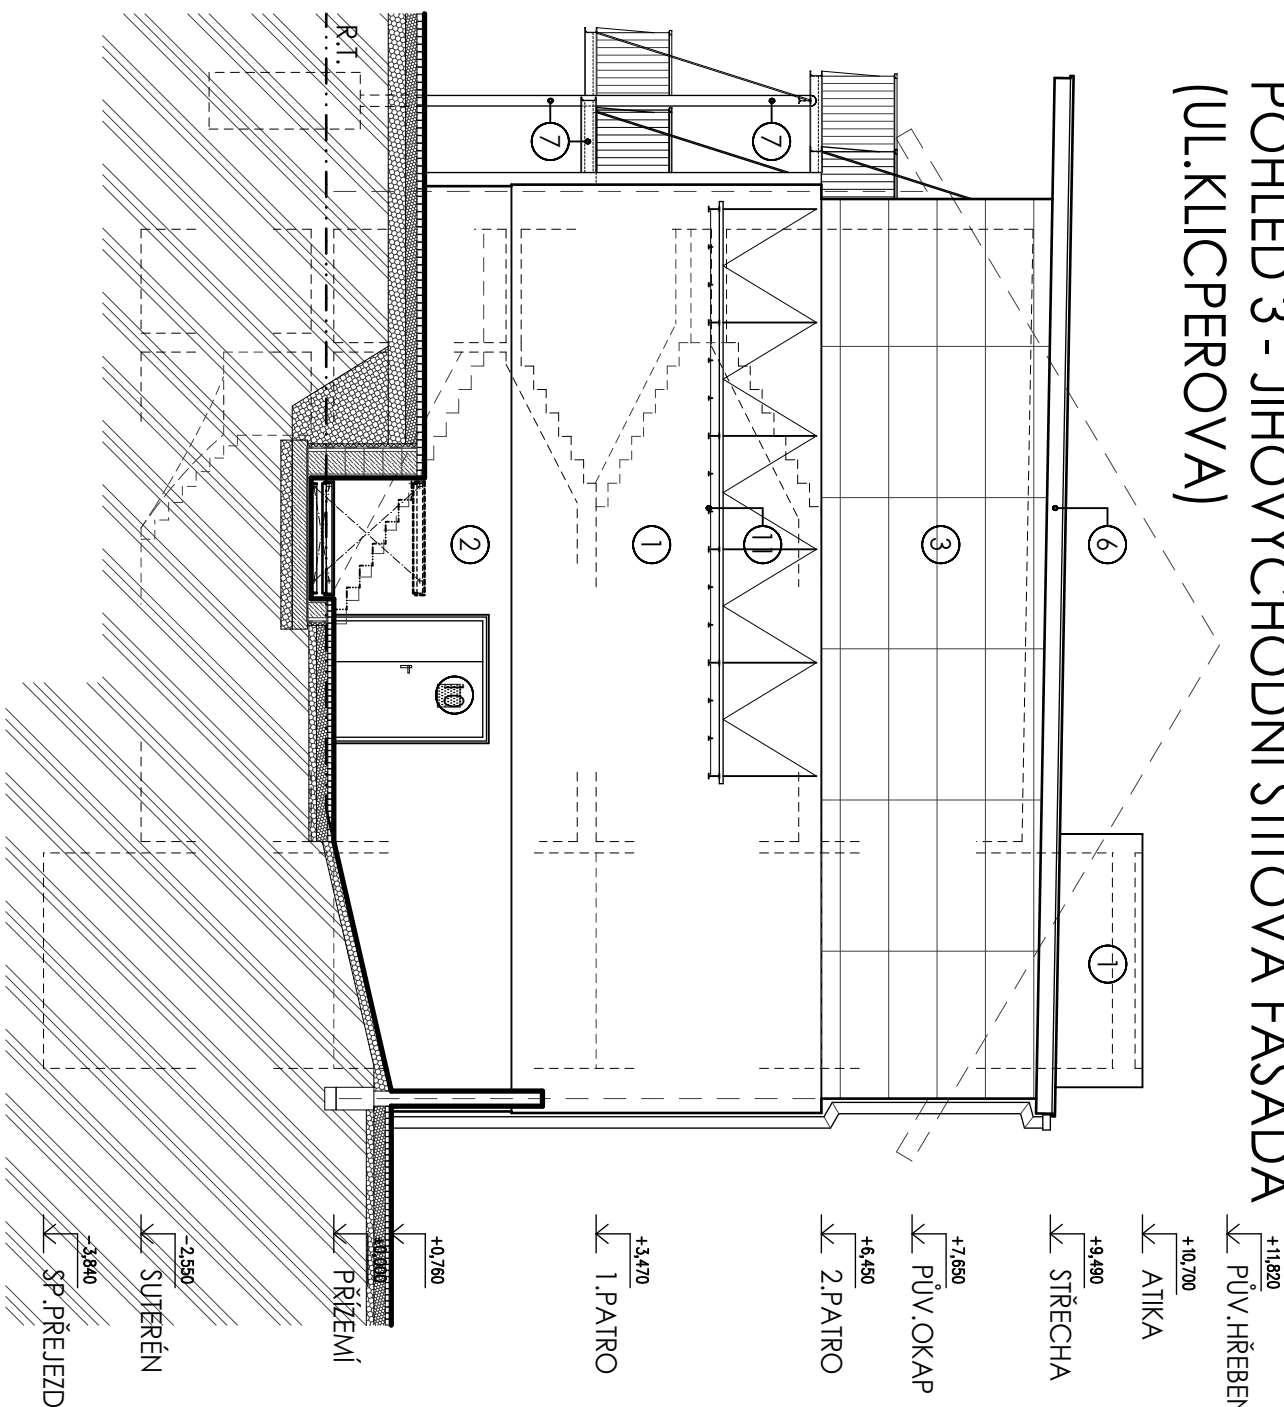 POHLED 3 - JIHOVÝCHODNÍ ŠTÍTOVÁ FASÁDA
(UL.KLICPEROVA)
R.T.
7
7
7
6
3
11
1
2
10
1
+11,820
PŮV.HŘEBEN
+10,700
ATIKA
+9,490
STŘECHA
+7,650
PŮV.OKAP
+6,450
2.PATRO
+3,470
1.PATRO
+0,760
±0,000
PŘÍZEMÍ
-2,550
SUTERÉN
-3,840
SP.PŘEJEZD